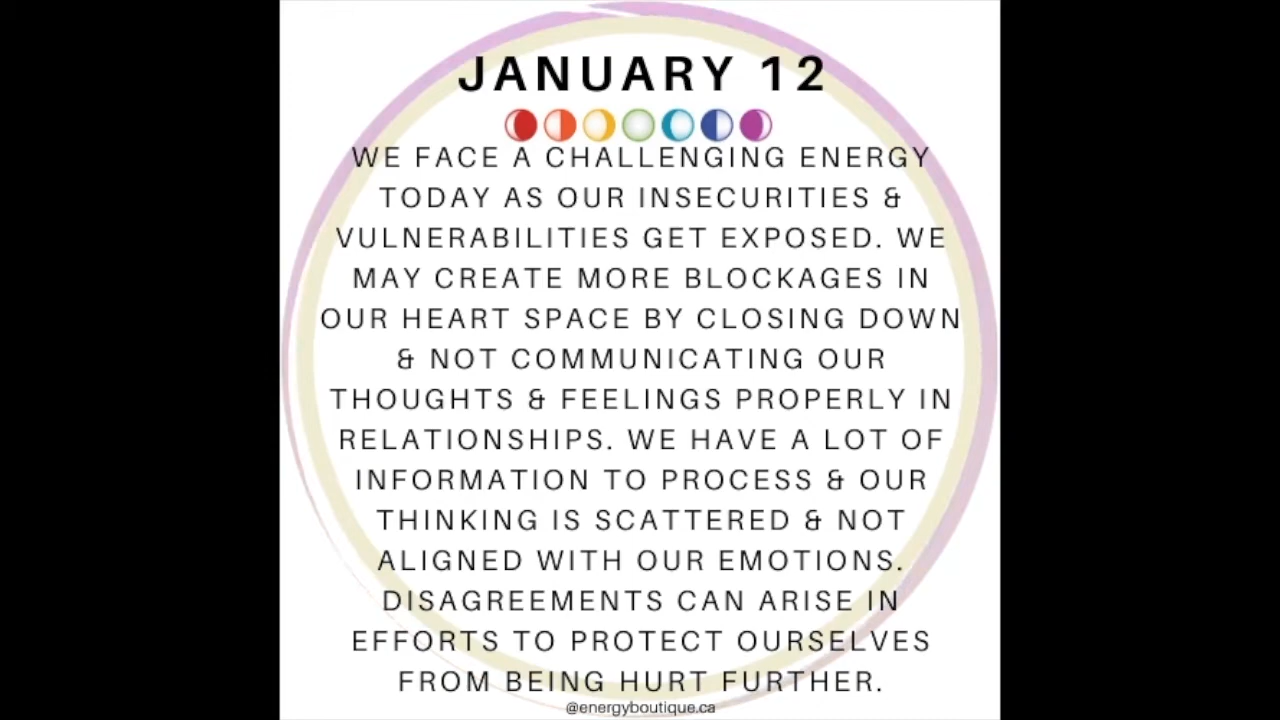 JANUARY 12
WE FACE A CHALLENGING ENERGY
TODAY AS OUR INSECURITIES &
VULNERABILITIES GET EXPOSED. WE
MAY CREATE MORE BLOCKAGES IN
OUR HEART SPACE BY CLOSING DOWN
& NOT COMMUNICATING OUR
THOUGHTS & FEELINGS PROPERLY IN
RELATIONSHIPS. WE HAVE A LOT OF
INFORMATION TO PROCESS & OUR
THINKING IS SCATTERED & NOT
ALIGNED WITH OUR EMOTIONS.
DISAGREEMENTS CAN ARISE IN
EFFORTS TO PROTECT OURSELVES
FROM BEING HURT FURTHER.
@energyboutique.ca